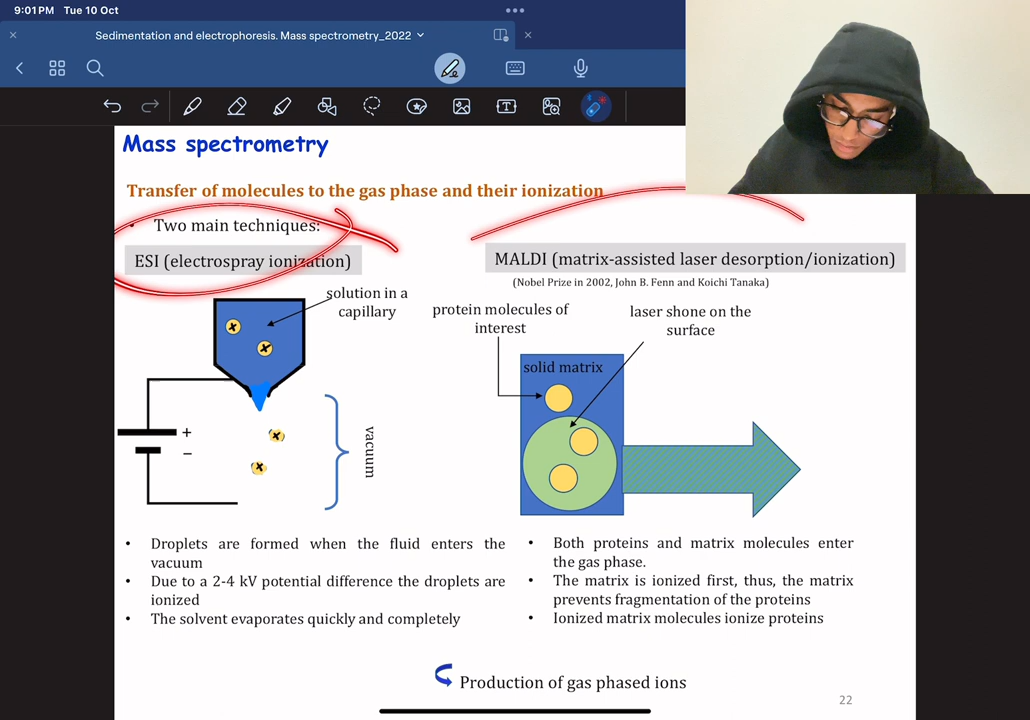 9:01 PM Tue 10 Oct
Sedimentation and electrophoresis. Mass spectrometry_2022
Mass spectrometry
Transfer of molecules to the gas phase and their ionization
• Two main techniques:
ESI (electrospray ionization)
solution in a
capillary
+
−
vacuum
• Droplets are formed when the fluid enters the
vacuum
• Due to a 2-4 kV potential difference the droplets are
ionized
• The solvent evaporates quickly and completely
MALDI (matrix-assisted laser desorption/ionization)
(Nobel Prize in 2002, John B. Fenn and Koichi Tanaka)
protein molecules of
interest
laser shone on the
surface
solid matrix
• Both proteins and matrix molecules enter
the gas phase.
• The matrix is ionized first, thus, the matrix
prevents fragmentation of the proteins
• Ionized matrix molecules ionize proteins
Production of gas phased ions
22